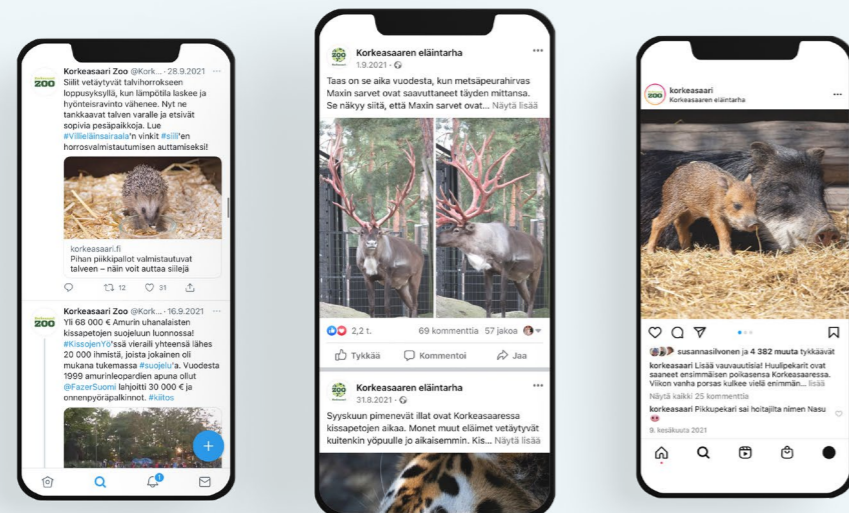 Korkeasaari Zoo @Kork... · 28.9.2021
Siilit vetäytyvät talvihorrokseen
loppusyksyllä, kun lämpötila laskee ja
hyönteisravinto vähenee. Nyt ne
tankkaavat talven varalle ja etsivät
sopivia pesäpaikkoja. Lue
#Villieläinsairaala'n vinkit #siili'en
horrosvalmistautumisen auttamiseksi!
korkeasaari.fi
Pihan piikkipallot valmistautuvat
talveen – näin voit auttaa siilejä
12 31
Korkeasaari Zoo @Kork... · 16.9.2021
Yli 68 000 € Amurin uhanalaisten
kissapetojen suojeluun luonnossa!
#KissojenYö'ssä vieraili yhteensä lähes
20 000 ihmistä, joista jokainen oli
mukana tukemassa #suojelu'a. Vuodesta
1999 amurinleopardien apuna ollut
@FazerSuomi lahjoitti 30 000 € ja
onnenpyöräpalkinnot. #kiitos
ZOO
ZOO
1
ZOO
Korkeasaaren eläintarha
1.9.2021 ·
Taas on se aika vuodesta, kun metsäpeurahirvas
Maxin sarvet ovat saavuttaneet täyden mittansa.
Se näkyy siitä, että Maxin sarvet ovat... Näytä lisää
2,2 t. 69 kommenttia 57 jakoa
Tykkää Kommentoi Jaa
ZOO
Korkeasaaren eläintarha
31.8.2021 ·
Syyskuun pimenevät illat ovat Korkeasaaressa
kissapetojen aikaa. Monet muut eläimet vetäytyvät
kuitenkin yöpuulle jo aikaisemmin. Kis... Näytä lisää
ZOO
korkeasaari
Korkeasaaren eläintarha
susannasilvonen ja 4 382 muuta tykkäävät
korkeasaari Lisää vauvauutisia! Huulipekarit ovat
saaneet ensimmäisen poikasensa Korkeasaaressa.
Viikon vanha porsas kulkee vielä enimmän... lisää
Näytä kaikki 25 kommenttia
korkeasaari Pikkupekari sai hoitajilta nimen Nasu
9. kesäkuuta 2021